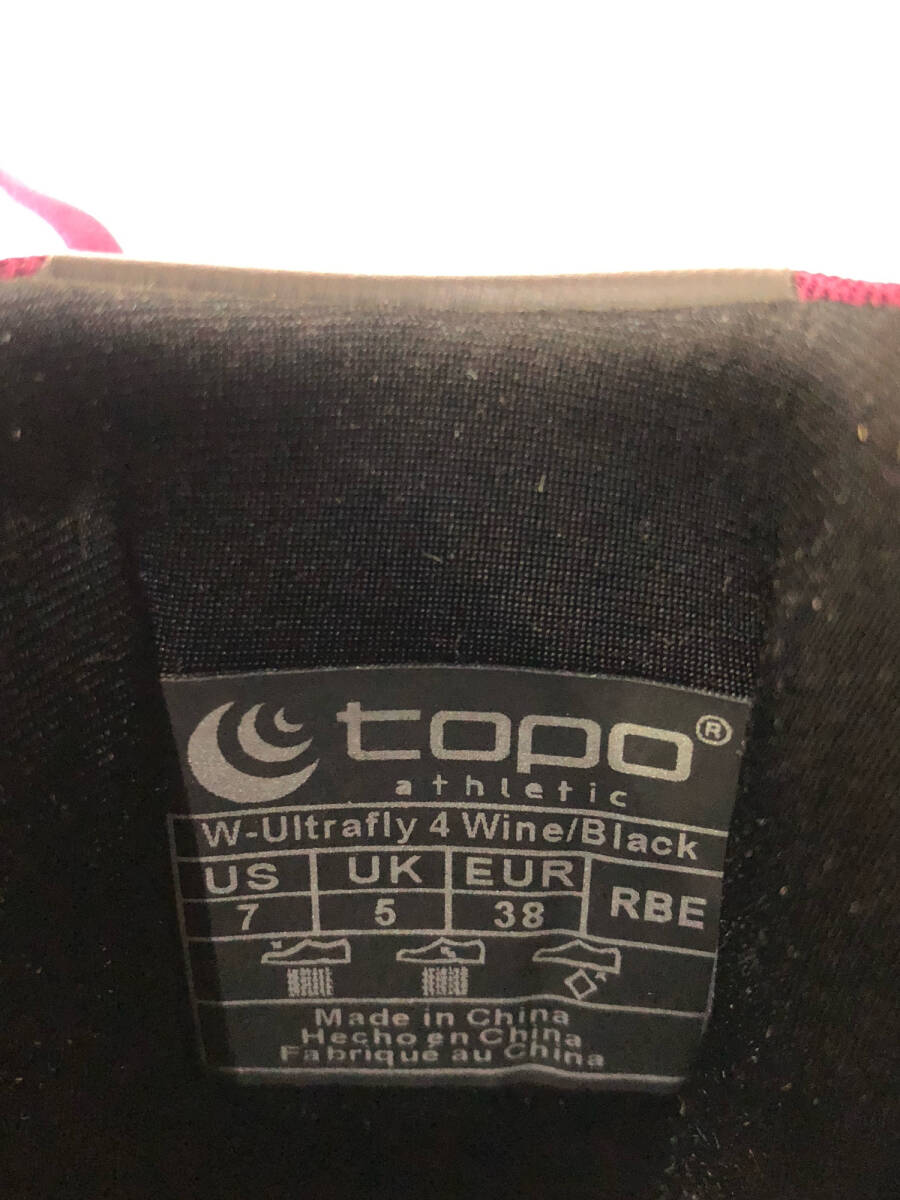 topo®
athletic
W-Ultrafly 4 Wine/Black
US UK EUR RBE
7 5 38
Made in China
Hecho en China
Fabriqué au China